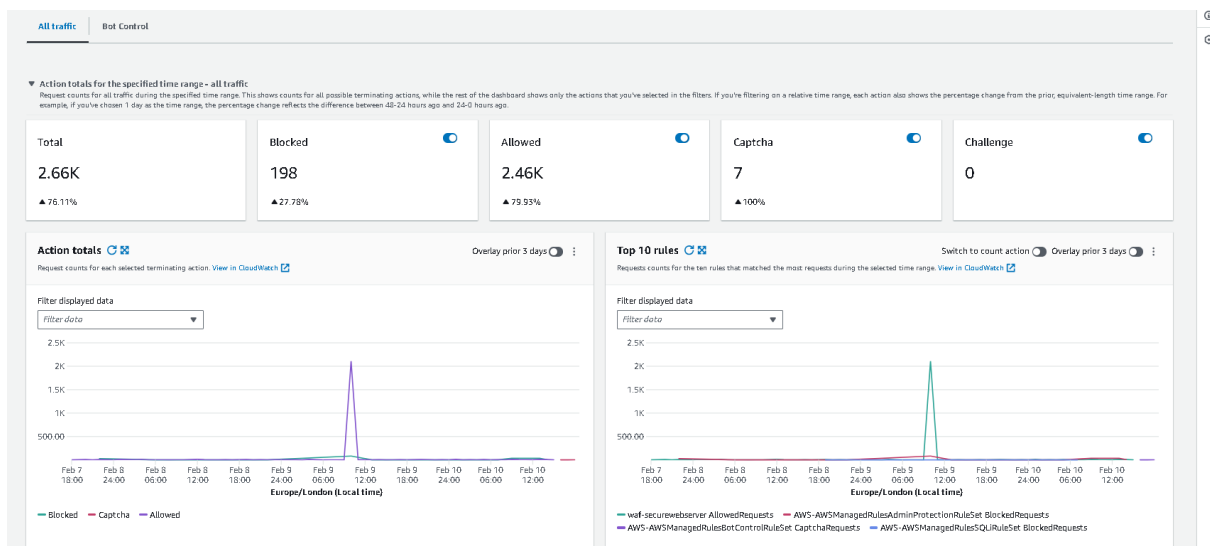 All traffic
Bot Control
Action totals for the specified time range - all traffic
Request counts for all traffic during the specified time range. This shows counts for all possible terminating actions, while the rest of the dashboard shows only the actions that you've selected in the filters. If you're filtering on a relative time range, each action also shows the percentage change from the prior, equivalent-length time range. For
example, if you've chosen 1 day as the time range, the percentage change reflects the difference between 48-24 hours ago and 24-0 hours ago.
Total
2.66K
▲ 76.11%
Blocked
198
▲ 27.78%
Allowed
2.46K
▲ 79.93%
Captcha
7
▲ 100%
Challenge
0
Action totals
Overlay prior 3 days
Request counts for each selected terminating action. View in CloudWatch
Filter displayed data
Filter data
2.5K
2K
1.5K
1K
500.00
Feb 7 Feb 8 Feb 8 Feb 8 Feb 8 Feb 9 Feb 9 Feb 9 Feb 9 Feb 10 Feb 10 Feb 10
18:00 24:00 06:00 12:00 18:00 24:00 06:00 12:00 18:00 24:00 06:00 12:00
Europe/London (Local time)
Blocked Captcha Allowed
Top 10 rules
Switch to count action Overlay prior 3 days
Requests counts for the ten rules that matched the most requests during the selected time range. View in CloudWatch
Filter displayed data
Filter data
2.5K
2K
1.5K
1K
500.00
Feb 7 Feb 8 Feb 8 Feb 8 Feb 8 Feb 9 Feb 9 Feb 9 Feb 9 Feb 10 Feb 10 Feb 10
18:00 24:00 06:00 12:00 18:00 24:00 06:00 12:00 18:00 24:00 06:00 12:00
Europe/London (Local time)
waf-securewebserver AllowedRequests AWS-AWSManagedRulesAdminProtectionRuleSet BlockedRequests
AWS-AWSManagedRulesBotControlRuleSet CaptchaRequests AWS-AWSManagedRulesSQLiRuleSet BlockedRequests